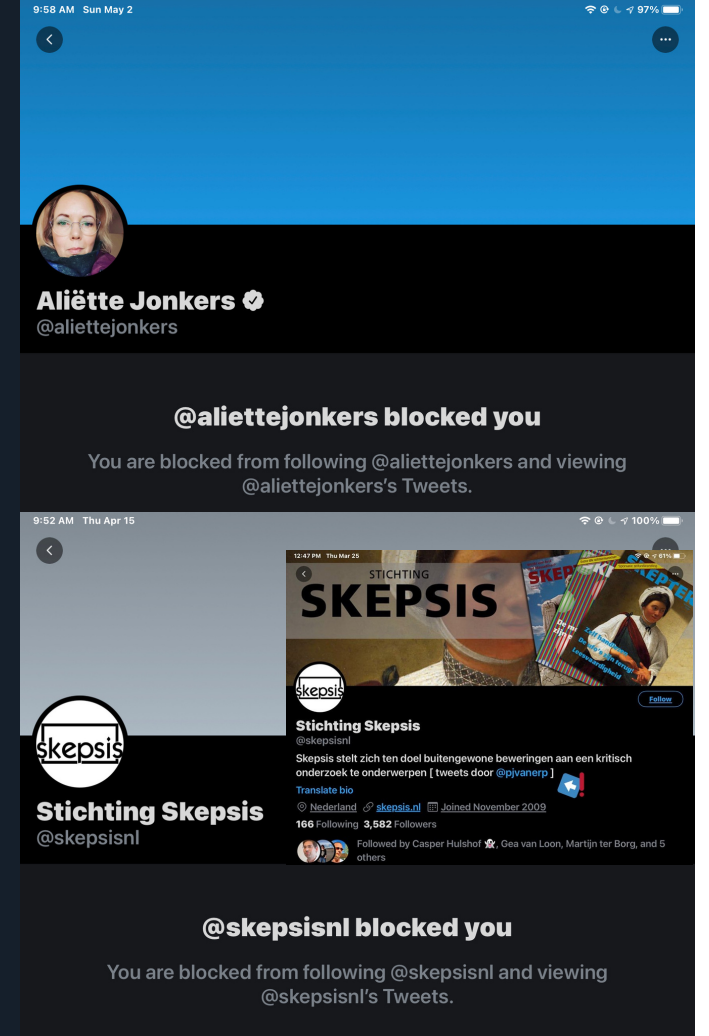 9:58 AM Sun May 2
97%
Aliëtte Jonkers
@aliettejonkers
@aliettejonkers blocked you
You are blocked from following @aliettejonkers and viewing
@aliettejonkers's Tweets.
9:52 AM Thu Apr 15
100%
skepsis
Stichting Skepsis
@skepsisnl
12:47 PM Thu Mar 25
61%
STICHTING
SKEPSIS
SKEPTER
Zelf
De
terug:
Leesvaardigheid
skepsis
Follow
Stichting Skepsis
@skepsisnl
Skepsis stelt zich ten doel buitengewone beweringen aan een kritisch
onderzoek te onderwerpen [ tweets door @pjvanerp ]
Translate bio
Nederland skepsis.nl Joined November 2009
166 Following 3,582 Followers
Followed by Casper Hulshof 👻, Gea van Loon, Martijn ter Borg, and 5
others
@skepsisnl blocked you
You are blocked from following @skepsisnl and viewing
@skepsisnl's Tweets.